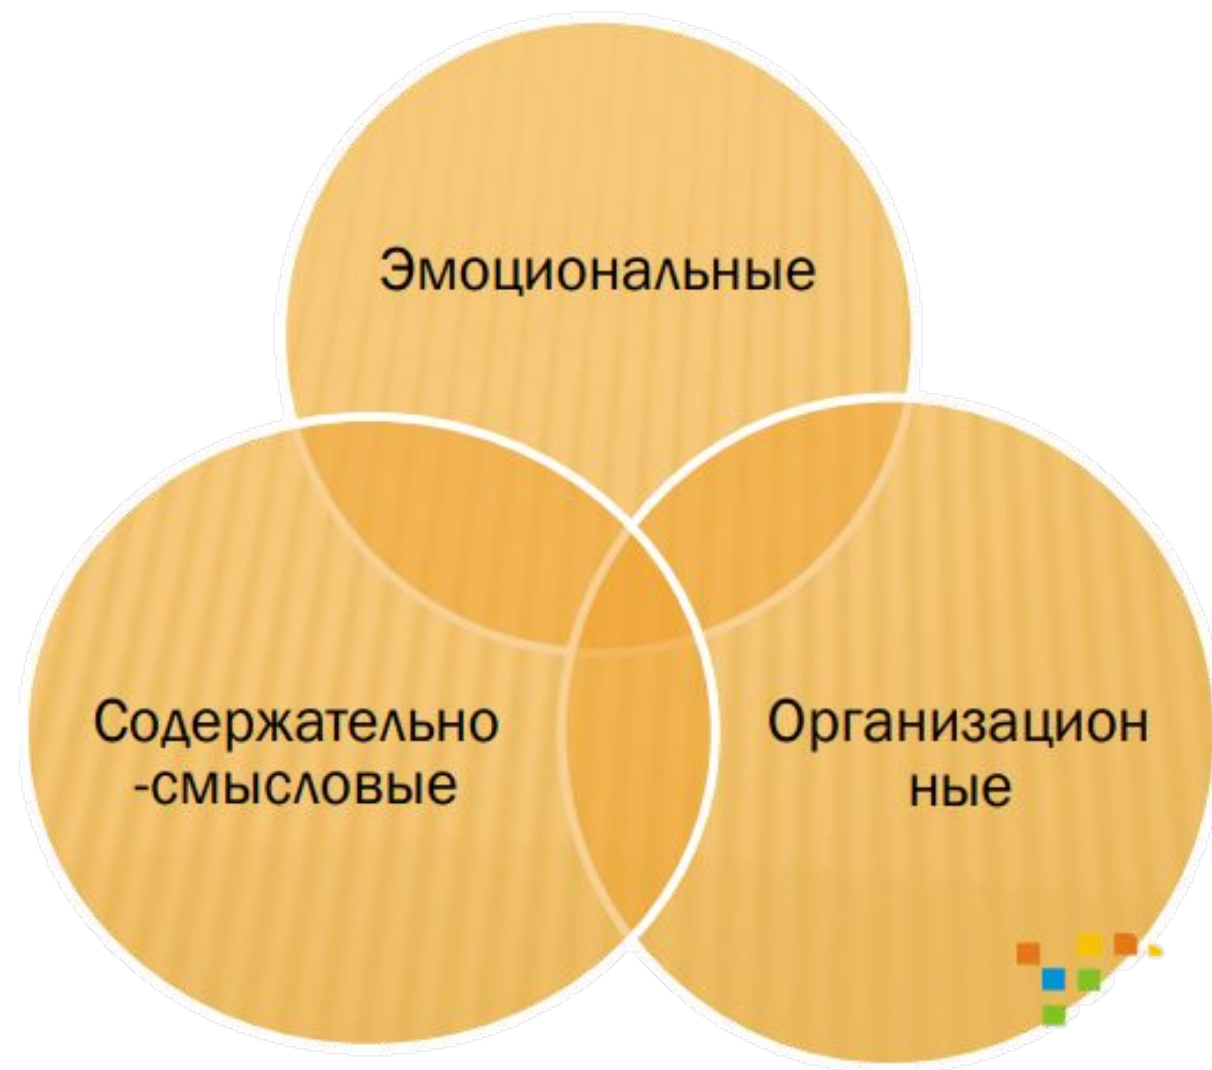 Эмоциональные
Содержательно
-смысловые
Организацион
ные